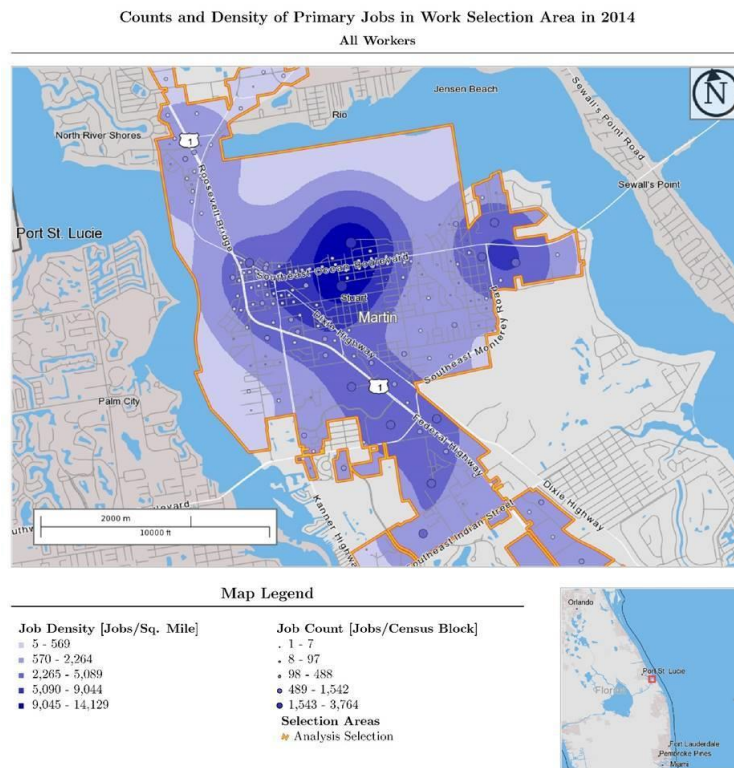 Counts and Density of Primary Jobs in Work Selection Area in 2014
All Workers
N
Jensen Beach
Sewall's Point Road
Rio
North River Shores
1
Roosevelt Bridge
Sewall's Point
Port St. Lucie
Southeast Ocean Boulevard
Stuart
Martin
Dixie Highway
Southeast Monterey Road
1
Palm City
Federal Highway
Dixie Highway
Kanner Highway
Southeast Indian Street
2000 m
10000 ft
Map Legend
Job Density [Jobs/Sq. Mile]
5 - 569
570 - 2,264
2,265 - 5,089
5,090 - 9,044
9,045 - 14,129
Job Count [Jobs/Census Block]
1 - 7
8 - 97
98 - 488
489 - 1,542
1,543 - 3,764
Selection Areas
Analysis Selection
Orlando
Port St. Lucie
Florida
Fort Lauderdale
Pembroke Pines
Miami